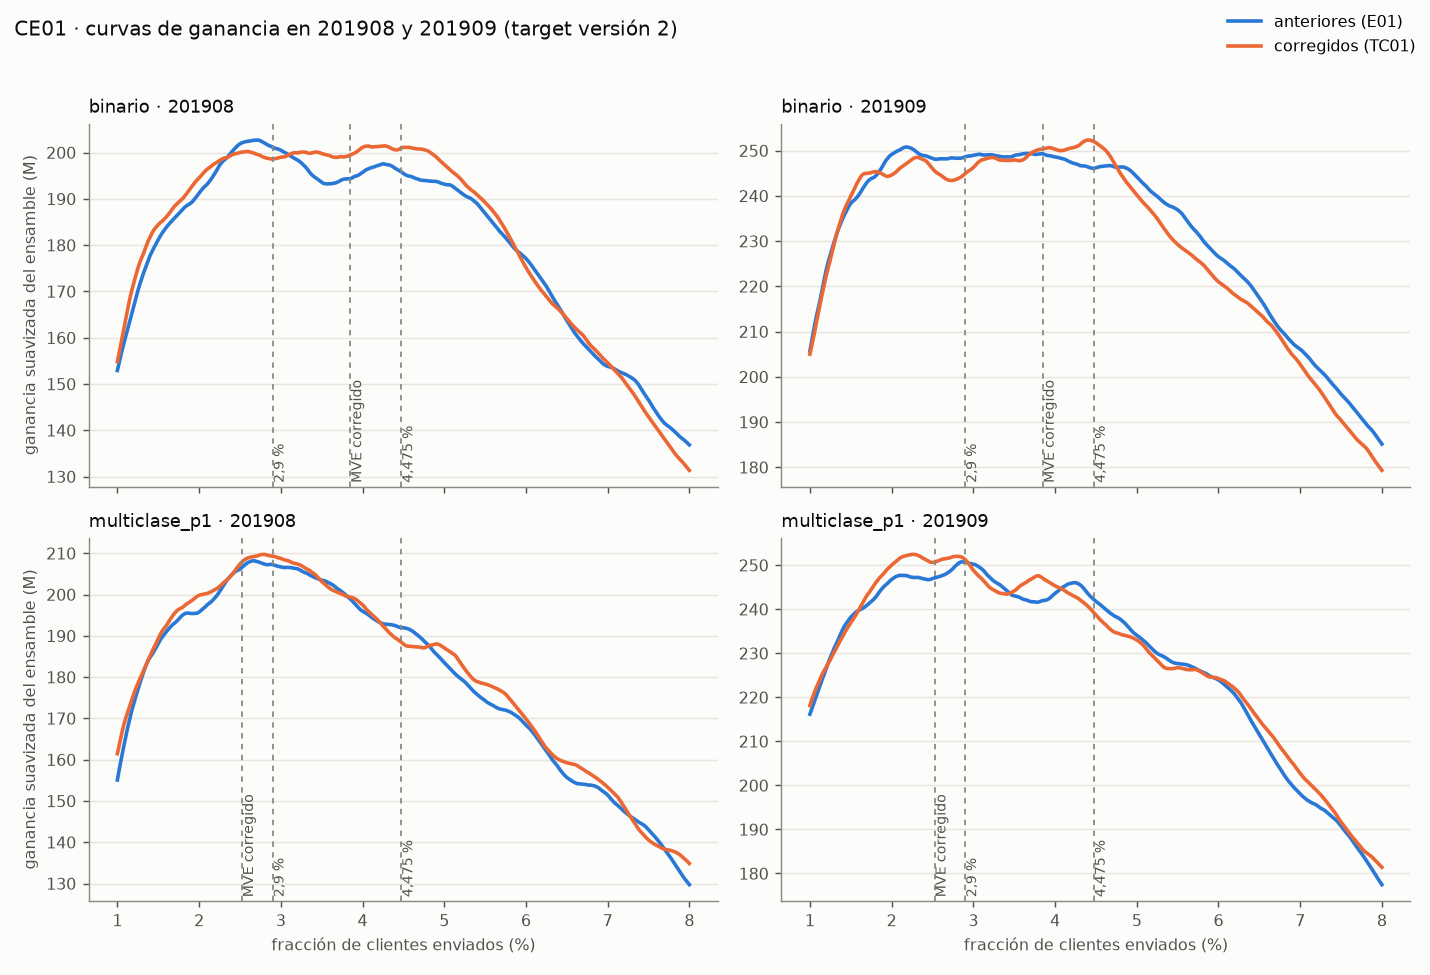 CE01 · curvas de ganancia en 201908 y 201909 (target versión 2)
anteriores (E01)
corregidos (TC01)
binario · 201908
ganancia suavizada del ensamble (M)
200
190
180
170
160
150
140
130
2,9 %
MVE corregido
4,475 %
binario · 201909
250
240
230
220
210
200
190
180
2,9 %
MVE corregido
4,475 %
multiclase_p1 · 201908
ganancia suavizada del ensamble (M)
210
200
190
180
170
160
150
140
130
MVE corregido
2,9 %
4,475 %
1 2 3 4 5 6 7 8
fracción de clientes enviados (%)
multiclase_p1 · 201909
250
240
230
220
210
200
190
180
MVE corregido
2,9 %
4,475 %
1 2 3 4 5 6 7 8
fracción de clientes enviados (%)